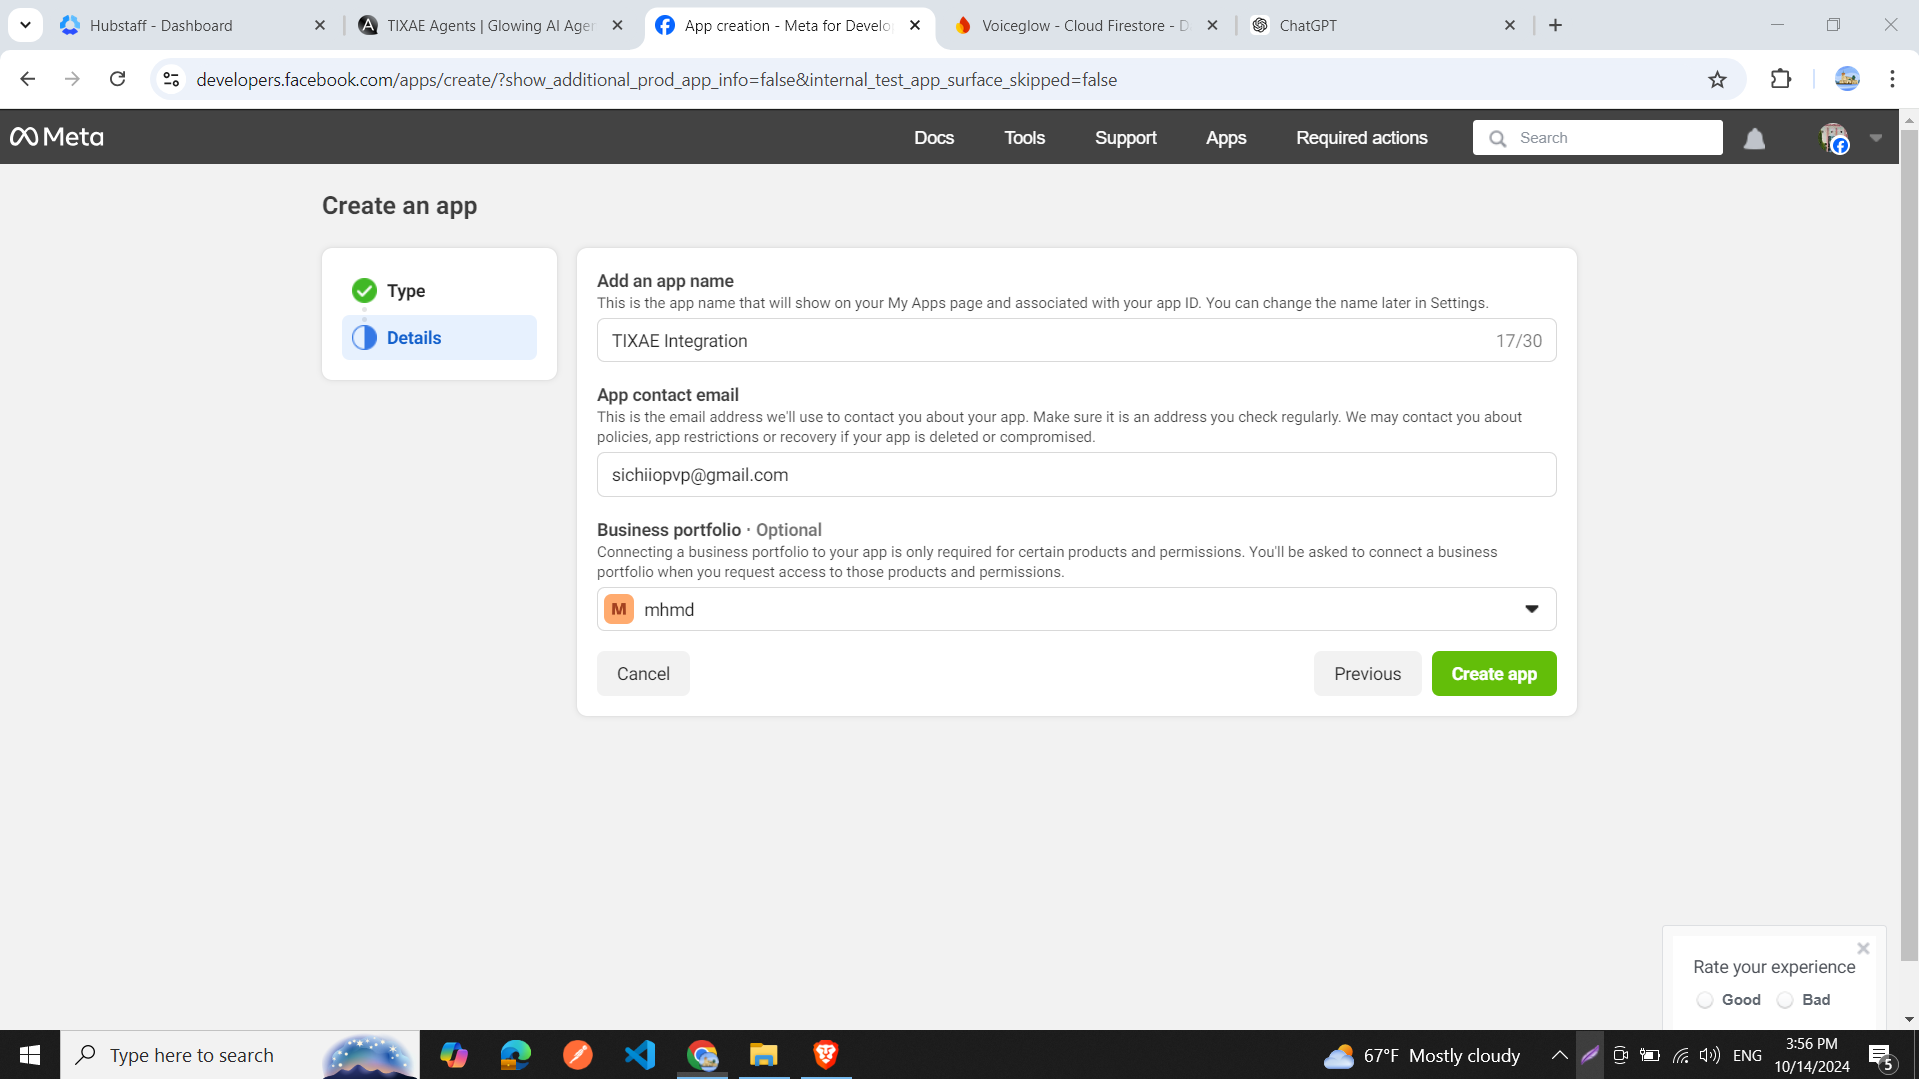 Hubstaff - Dashboard
TIXAE Agents | Glowing AI Agen
App creation - Meta for Develop
Voiceglow - Cloud Firestore - D
ChatGPT
developers.facebook.com/apps/create/?show_additional_prod_app_info=false&internal_test_app_surface_skipped=false
Meta
Docs
Tools
Support
Apps
Required actions
Search
Create an app
Type
Details
Add an app name
This is the app name that will show on your My Apps page and associated with your app ID. You can change the name later in Settings.
TIXAE Integration
17/30
App contact email
This is the email address we'll use to contact you about your app. Make sure it is an address you check regularly. We may contact you about
policies, app restrictions or recovery if your app is deleted or compromised.
sichiiopvp@gmail.com
Business portfolio · Optional
Connecting a business portfolio to your app is only required for certain products and permissions. You'll be asked to connect a business
portfolio when you request access to those products and permissions.
M
mhmd
Cancel
Previous
Create app
Rate your experience
Good
Bad
Type here to search
67°F Mostly cloudy
ENG
3:56 PM
10/14/2024
5